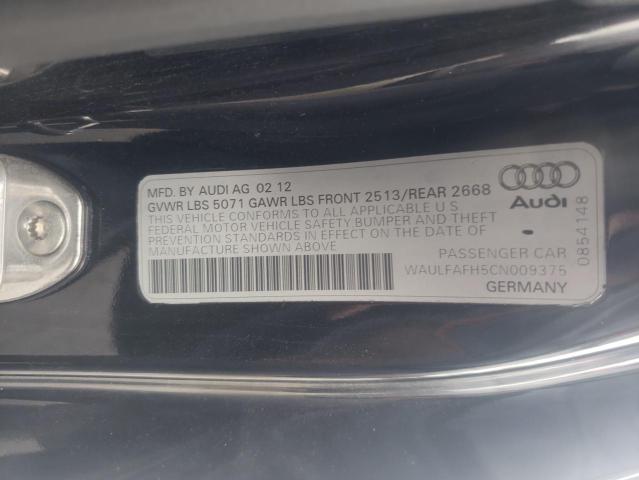 MFD. BY AUDI AG 02 12
GVWR LBS 5071 GAWR LBS FRONT 2513/REAR 2668
THIS VEHICLE CONFORMS TO ALL APPLICABLE U S
FEDERAL MOTOR VEHICLE SAFETY BUMPER AND THEFT
PREVENTION STANDARDS IN EFFECT ON THE DATE OF
MANUFACTURE SHOWN ABOVE
Audi
0854148
PASSENGER CAR
WAULFAFH5CN009375
GERMANY